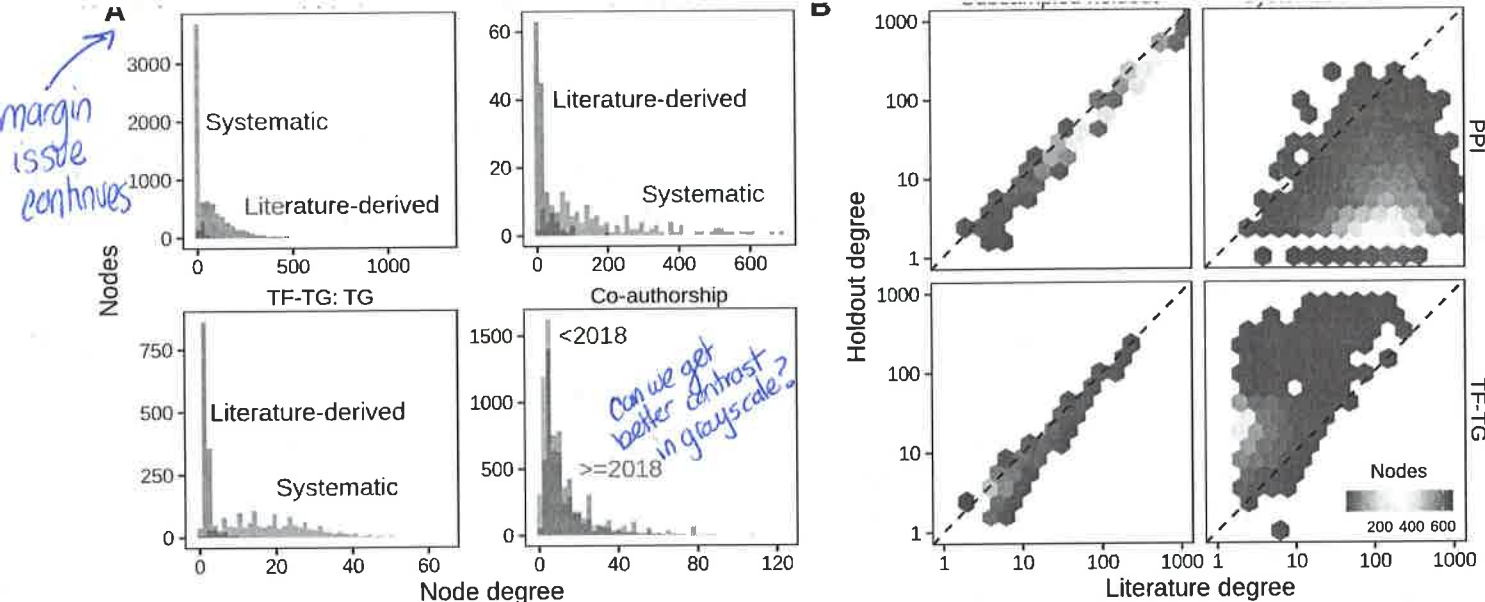 A
margin
issue
continues
3000
2000
1000
0
Systematic
Literature-derived
0
500
1000
60
40
20
0
Literature-derived
Systematic
0
200
400
600
Nodes
TF-TG: TG
750
500
250
0
Literature-derived
Systematic
0
20
40
60
Co-authorship
1500
1000
500
0
<2018
can we get
better contrast
in grayscale?
>=2018
0
40
80
120
Node degree
B
1000
100
10
1
PPI
Holdout degree
1000
100
10
1
TF-TG
Nodes
200 400 600
1
10
100
1000
1
10
100
1000
Literature degree